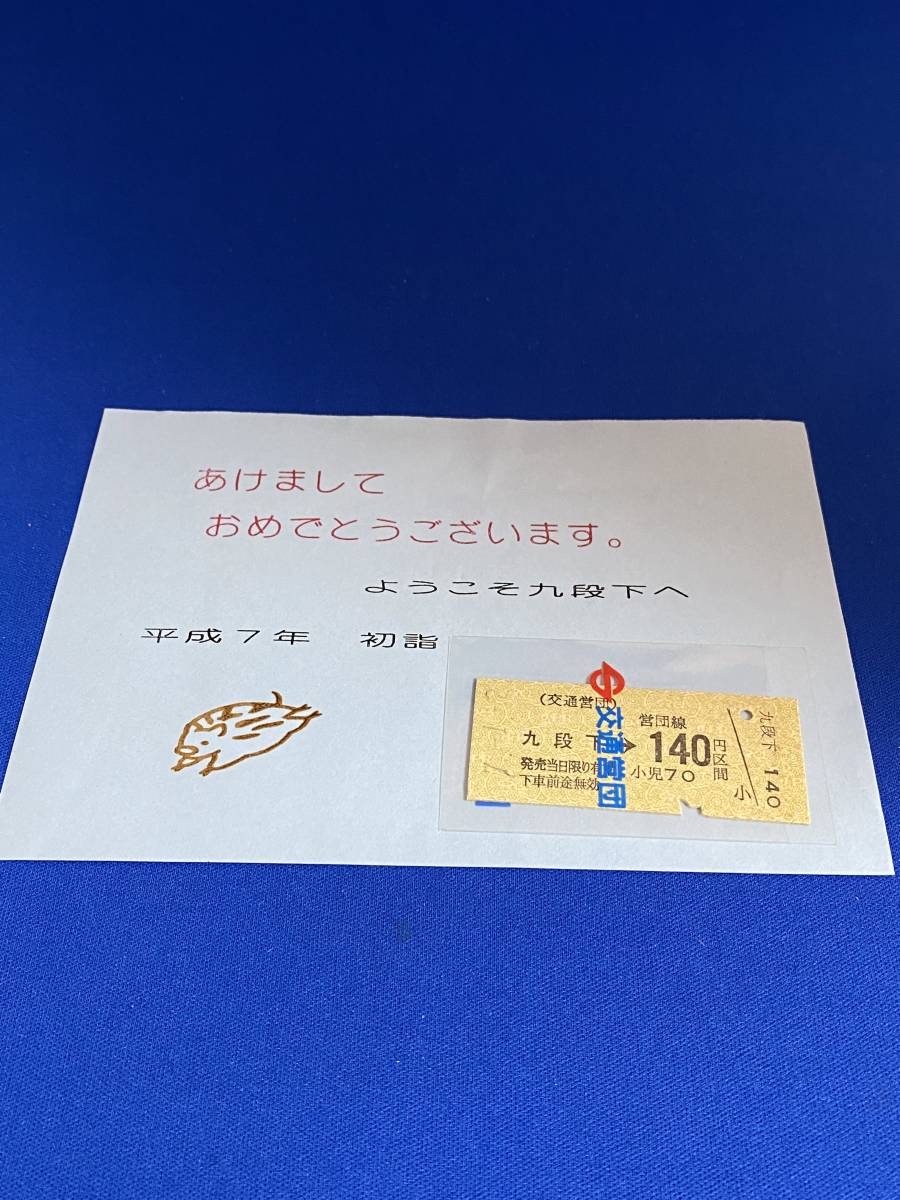 あけまして
おめでとうございます。
ようこそ九段下へ
平成7年 初詣
(交通営団)
営団線
九段下→140円区間
発売当日限り有 小児70
下車前途無効
交通営団
九段下 140
小